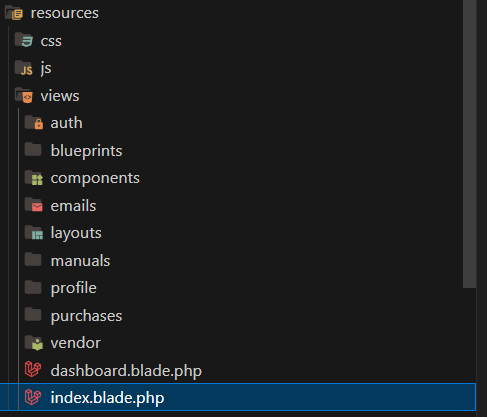 resources
css
js
views
auth
blueprints
components
emails
layouts
manuals
profile
purchases
vendor
dashboard.blade.php
index.blade.php